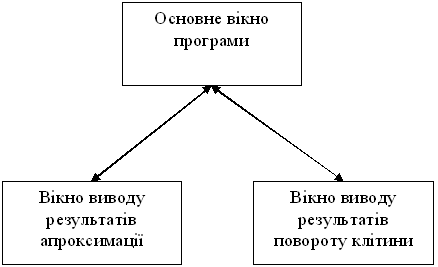 Основне вікно
програми
Вікно виводу
результатів
апроксимації
Вікно виводу
результатів
повороту клітини